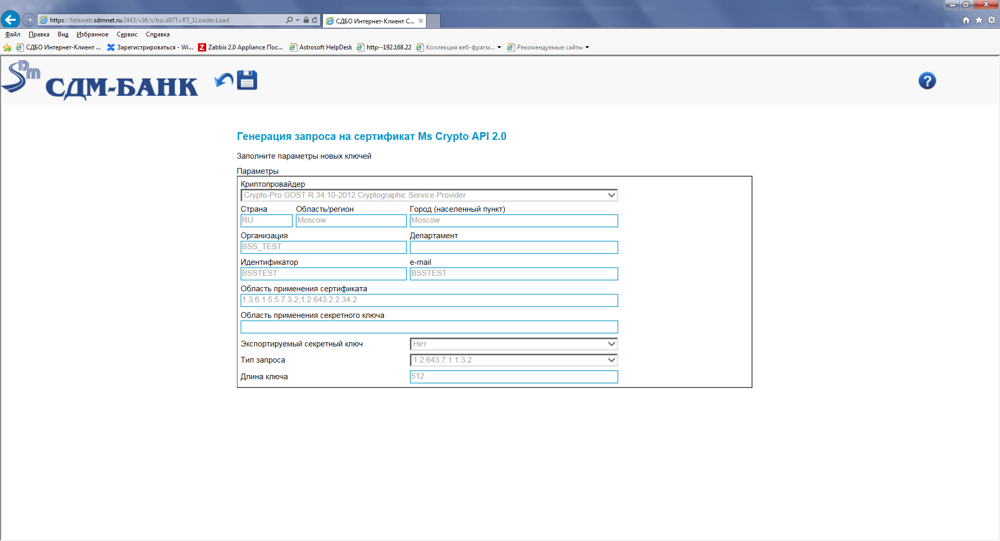 https://teleweb.sdmnet.ru:2443/v36/s/bsi.dll?T=RT_1Loader.Load
СДБО Интернет-Клиент С...
Файл Правка Вид Избранное Сервис Справка
СДБО Интернет-Клиент ... Зарегистрироваться - Wi... Z Zabbix 2.0 Appliance Пос... Astrosoft HelpDesk http--192.168.22 Коллекция веб-фрагм... Рекомендуемые сайты
SDM СДМ-БАНК ?
Генерация запроса на сертификат Ms Crypto API 2.0
Заполните параметры новых ключей
Параметры
Криптопровайдер
Crypto-Pro GOST R 34.10-2012 Cryptographic Service Provider
Страна Область/регион Город (населенный пункт)
RU Moscow Moscow
Организация Департамент
BSS_TEST
Идентификатор e-mail
BSSTEST BSSTEST
Область применения сертификата
1.3.6.1.5.5.7.3.2;1.2.643.2.2.34.2
Область применения секретного ключа
Экспортируемый секретный ключ Нет
Тип запроса 1.2.643.7.1.1.3.2
Длина ключа 512